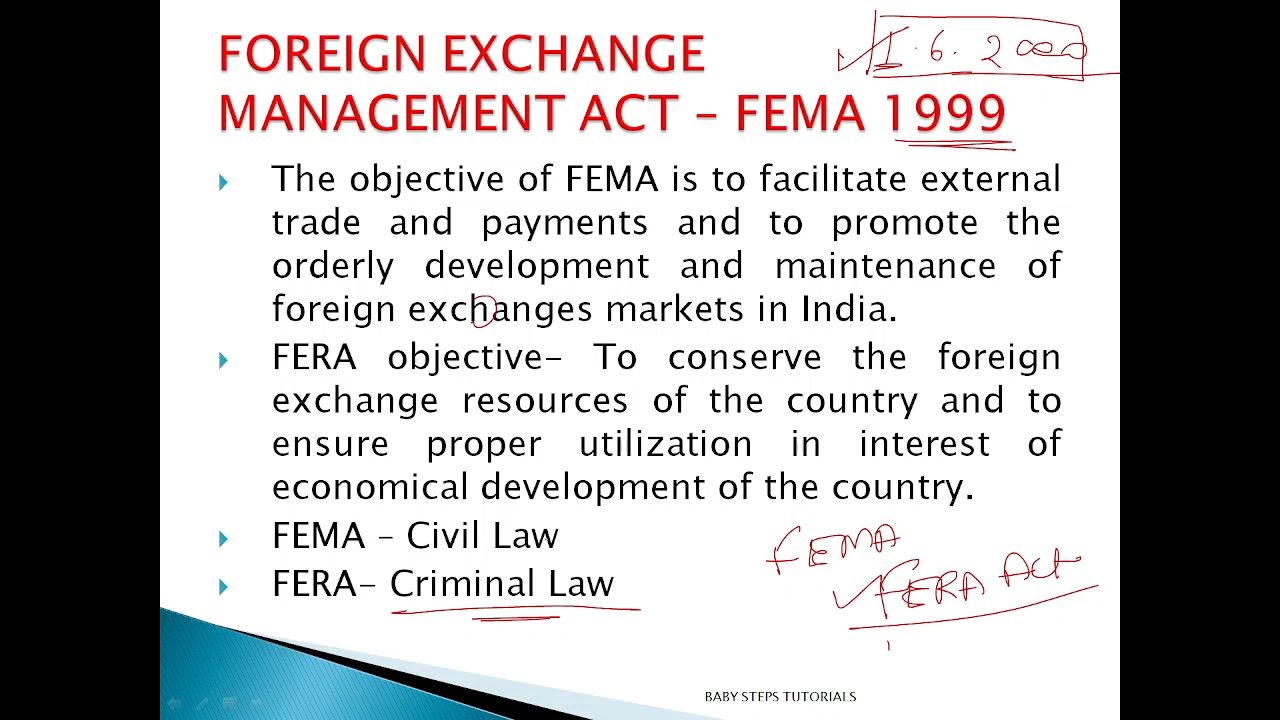 FOREIGN EXCHANGE
1.6.2000
MANAGEMENT ACT – FEMA 1999
The objective of FEMA is to facilitate external
trade and payments and to promote the
orderly development and maintenance of
foreign exchanges markets in India.
FERA objective– To conserve the foreign
exchange resources of the country and to
ensure proper utilization in interest of
economical development of the country.
FEMA – Civil Law
FERA– Criminal Law
FEMA
FERA Act
BABY STEPS TUTORIALS